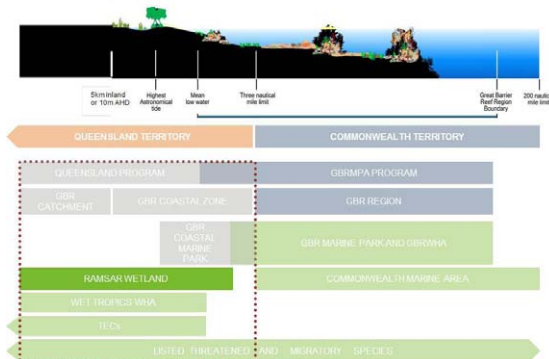 5km inland
or 10m AHD
Highest
Astronomical
tide
Mean
low water
Three nautical
mile limit
Great Barrier
Reef Region
Boundary
200 nautical
mile limit
QUEENSLAND TERRITORY
COMMONWEALTH TERRITORY
QUEENSLAND PROGRAM
GBRMPA PROGRAM
GBR
CATCHMENT
GBR COASTAL ZONE
GBR REGION
GBR
COASTAL
MARINE
PARK
GBR MARINE PARK AND GBRWHA
RAMSAR WETLAND
COMMONWEALTH MARINE AREA
WET TROPICS WHA
TECs
LISTED THREATENED AND MIGRATORY SPECIES